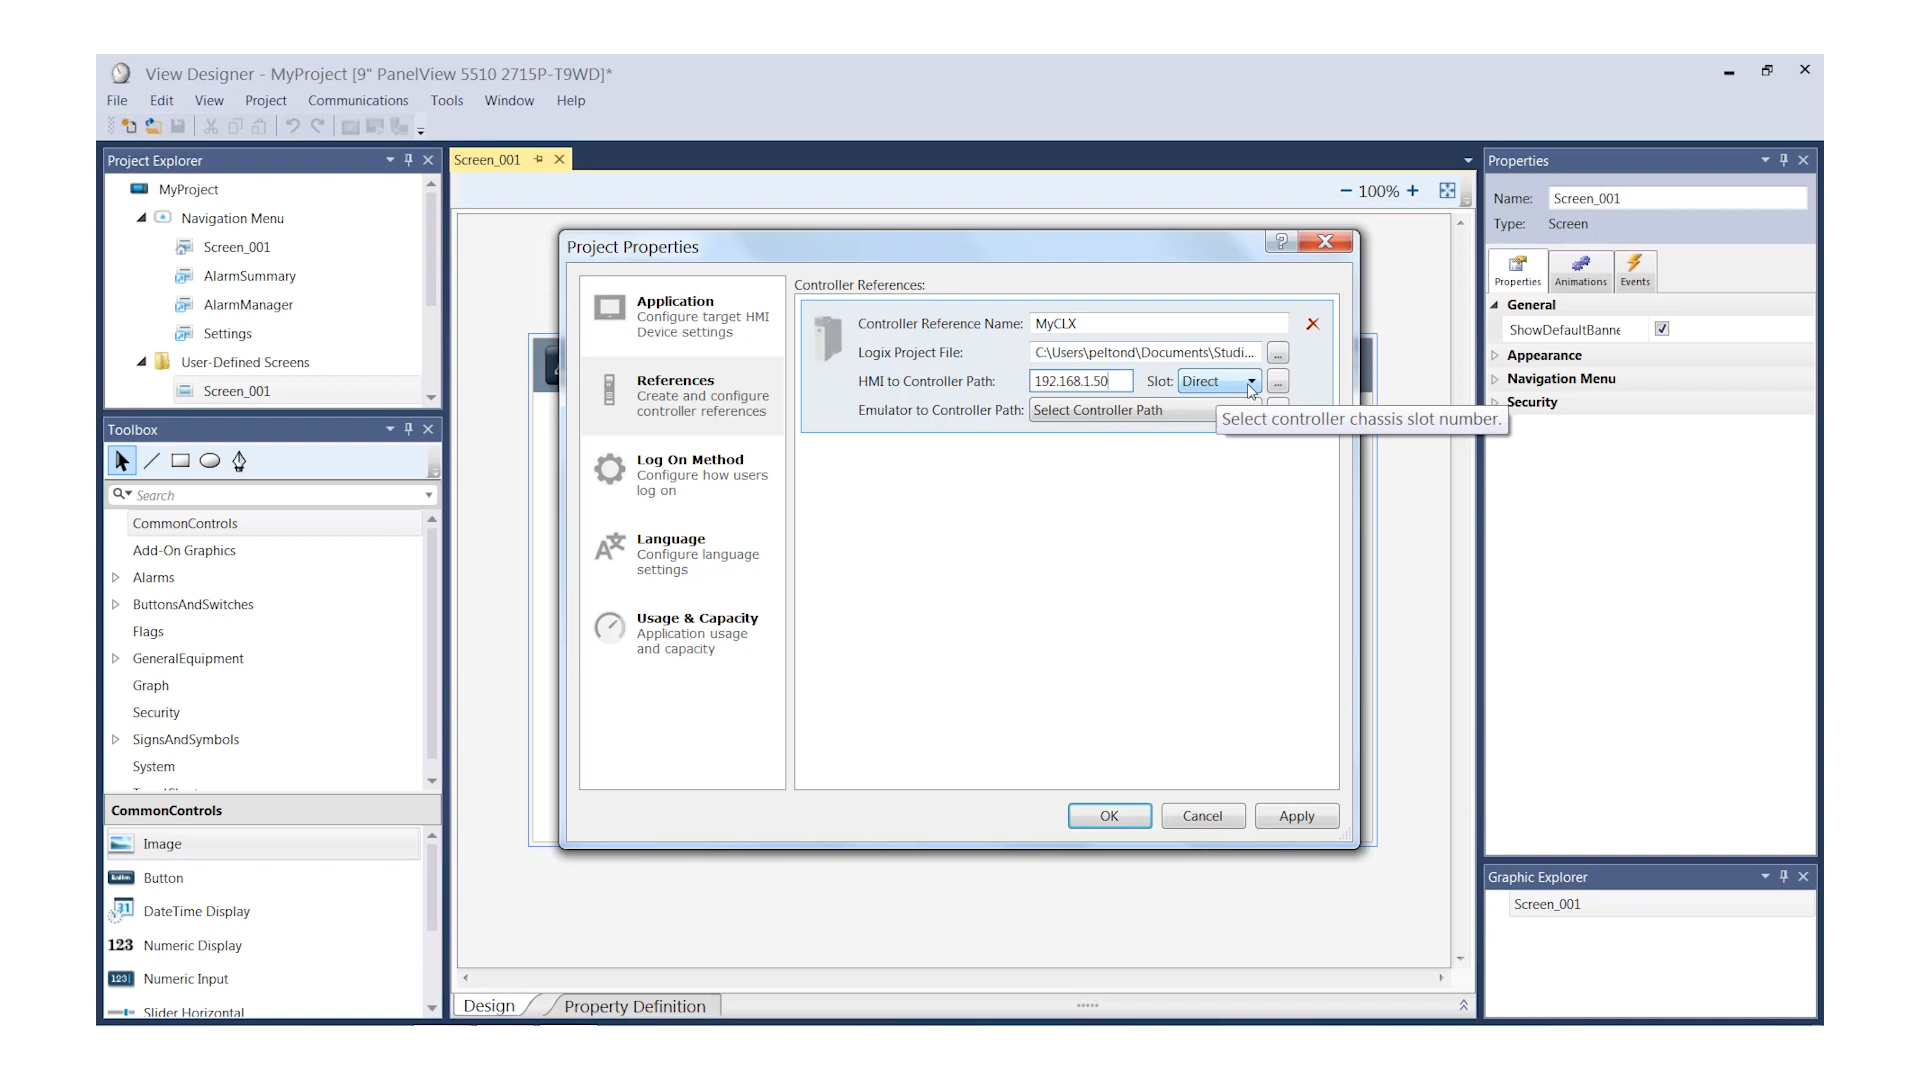 View Designer - MyProject [9" PanelView 5510 2715P-T9WD]*
File Edit View Project Communications Tools Window Help
Project Explorer
MyProject
Navigation Menu
Screen_001
AlarmSummary
AlarmManager
Settings
User-Defined Screens
Screen_001
Toolbox
Search
CommonControls
Add-On Graphics
Alarms
ButtonsAndSwitches
Flags
GeneralEquipment
Graph
Security
SignsAndSymbols
System
CommonControls
Image
Button
31 DateTime Display
123 Numeric Display
123 Numeric Input
Slider Horizontal
Screen_001
100%
Project Properties
?
Application
Configure target HMI
Device settings
References
Create and configure
controller references
Log On Method
Configure how users
log on
Language
Configure language
settings
Usage & Capacity
Application usage
and capacity
Controller References:
Controller Reference Name: MyCLX
Logix Project File: C:\Users\peltond\Documents\Studi... ...
HMI to Controller Path: 192.168.1.50 Slot: Direct ...
Emulator to Controller Path: Select Controller Path
Select controller chassis slot number.
OK Cancel Apply
Design Property Definition
Properties
Name: Screen_001
Type: Screen
Properties Animations Events
General
ShowDefaultBanne
Appearance
Navigation Menu
Security
Graphic Explorer
Screen_001